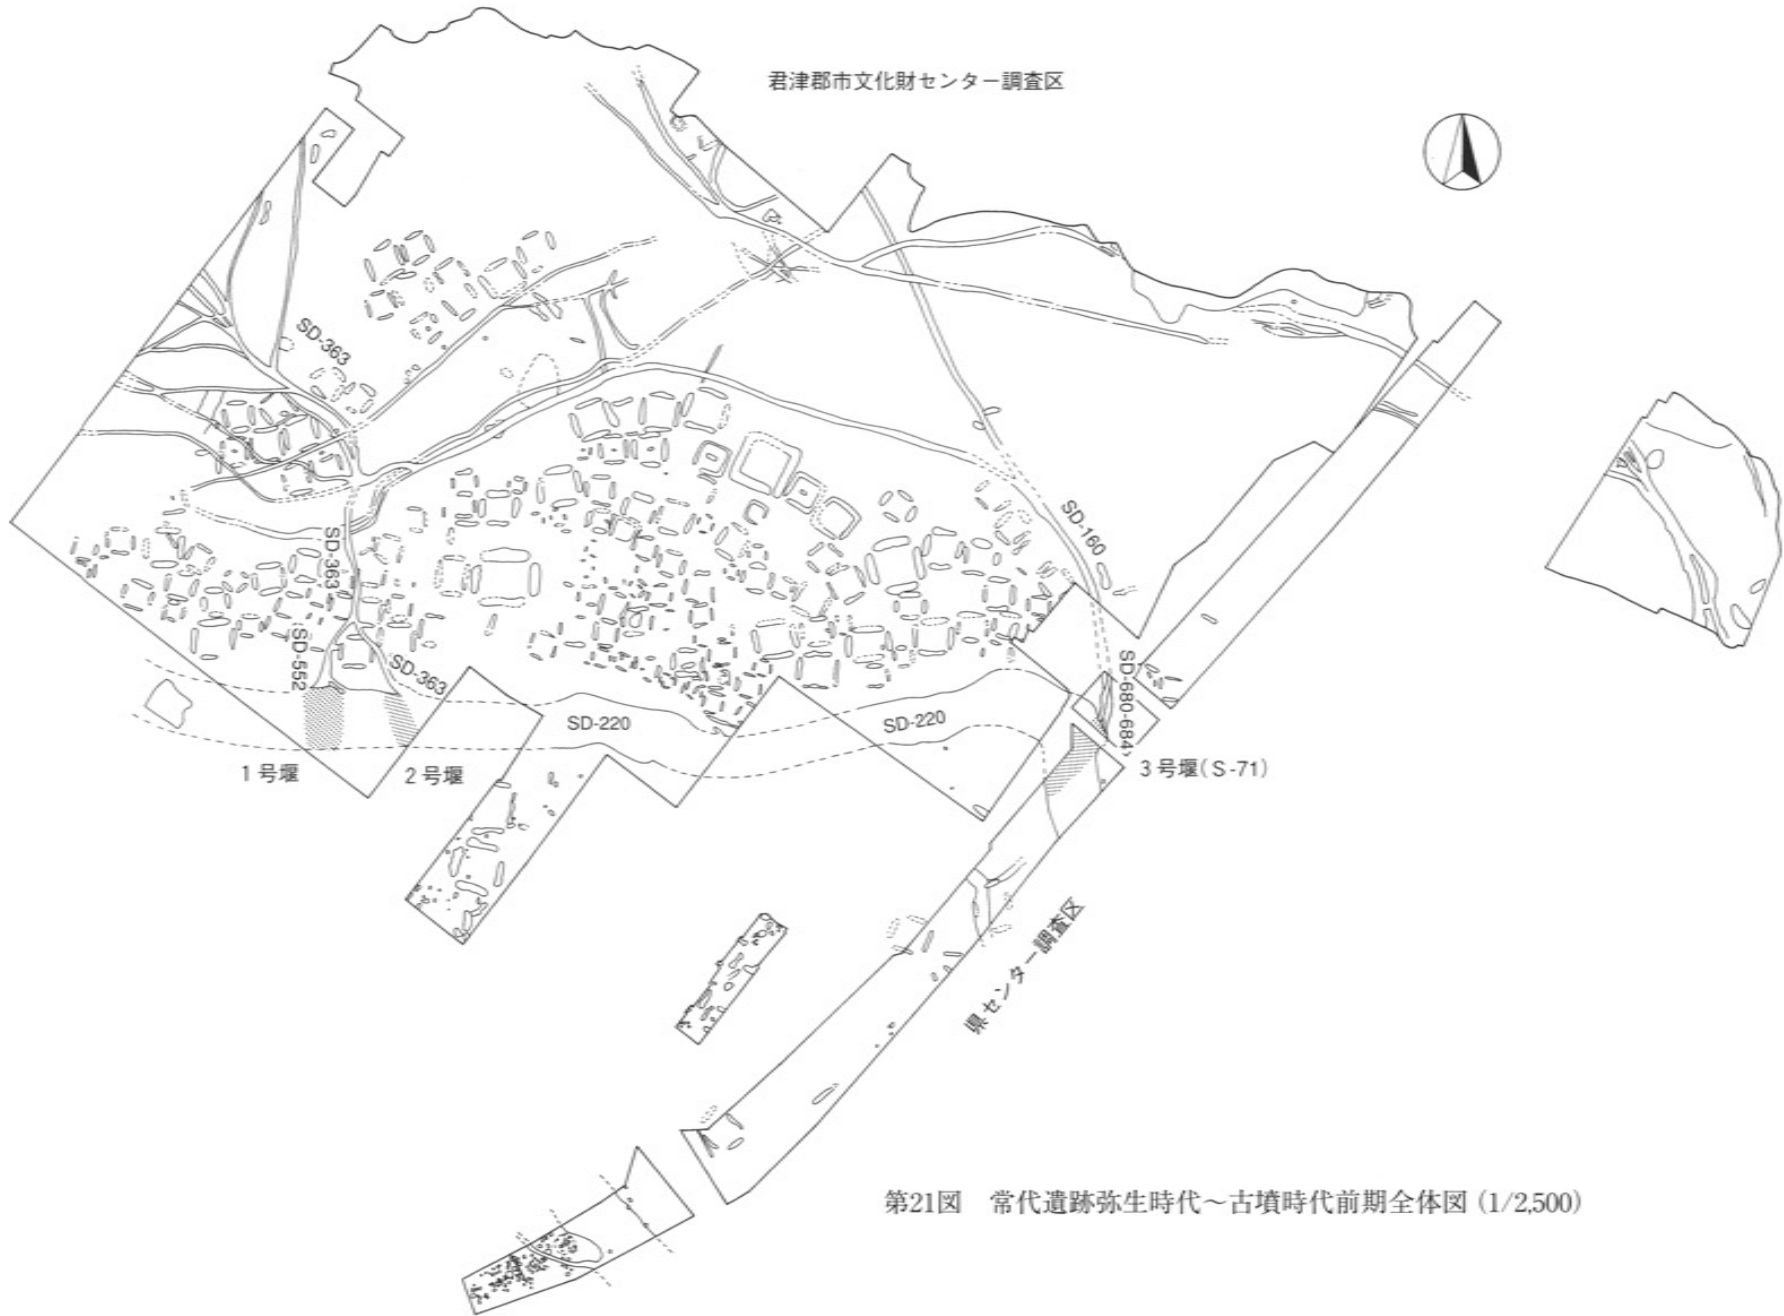 君津郡市文化財センター調査区
SD-363
SD-160
SD-363
SD-552
SD-363
SD-680-684
SD-220
SD-220
1号堰
2号堰
3号堰(S-71)
県センター調査区
第21図 常代遺跡弥生時代～古墳時代前期全体図 (1/2,500)